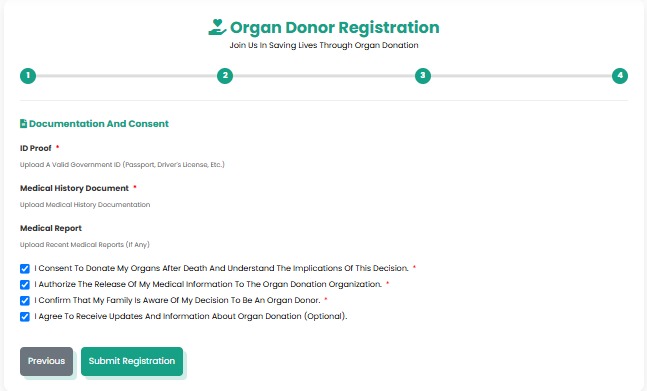 Organ Donor Registration
Join Us In Saving Lives Through Organ Donation
1 2 3 4
Documentation And Consent
ID Proof *
Upload A Valid Government ID (Passport, Driver's License, Etc.)
Medical History Document *
Upload Medical History Documentation
Medical Report
Upload Recent Medical Reports (If Any)
I Consent To Donate My Organs After Death And Understand The Implications Of This Decision. *
I Authorize The Release Of My Medical Information To The Organ Donation Organization. *
I Confirm That My Family Is Aware Of My Decision To Be An Organ Donor. *
I Agree To Receive Updates And Information About Organ Donation (Optional).
Previous Submit Registration